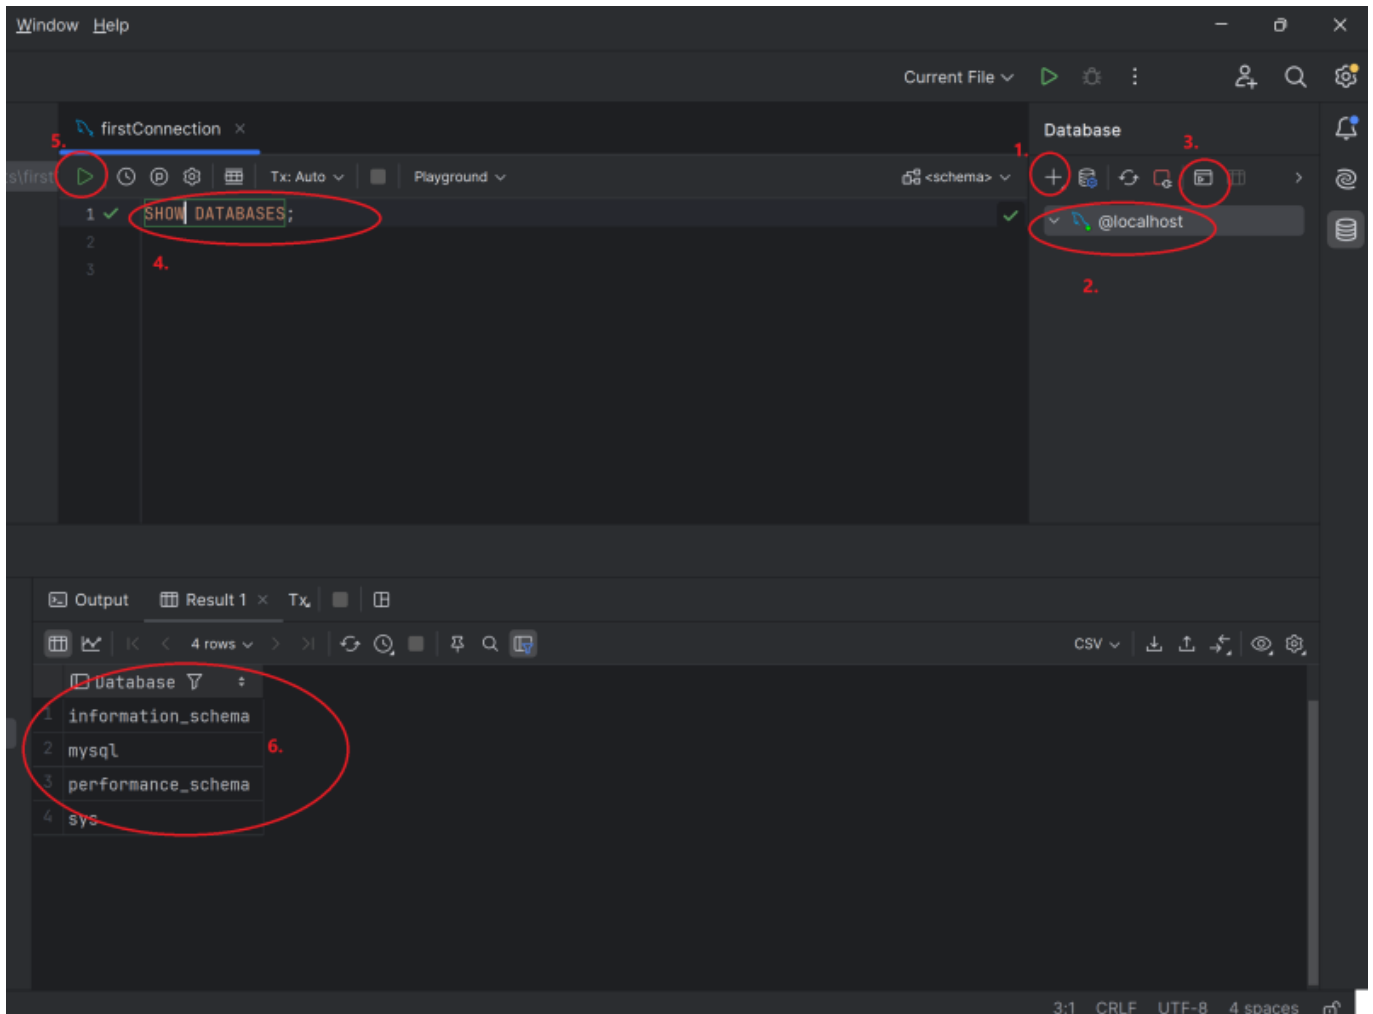 Window Help
Current File
firstConnection
Database
5.
1.
3.
s\first
Tx: Auto
Playground
<schema>
1 SHOW DATABASES;
@localhost
2
3
4.
2.
Output Result 1 Tx
4 rows
CSV
Database
1 information_schema
2 mysql
6.
3 performance_schema
4 sys
3:1 CRLF UTF-8 4 spaces